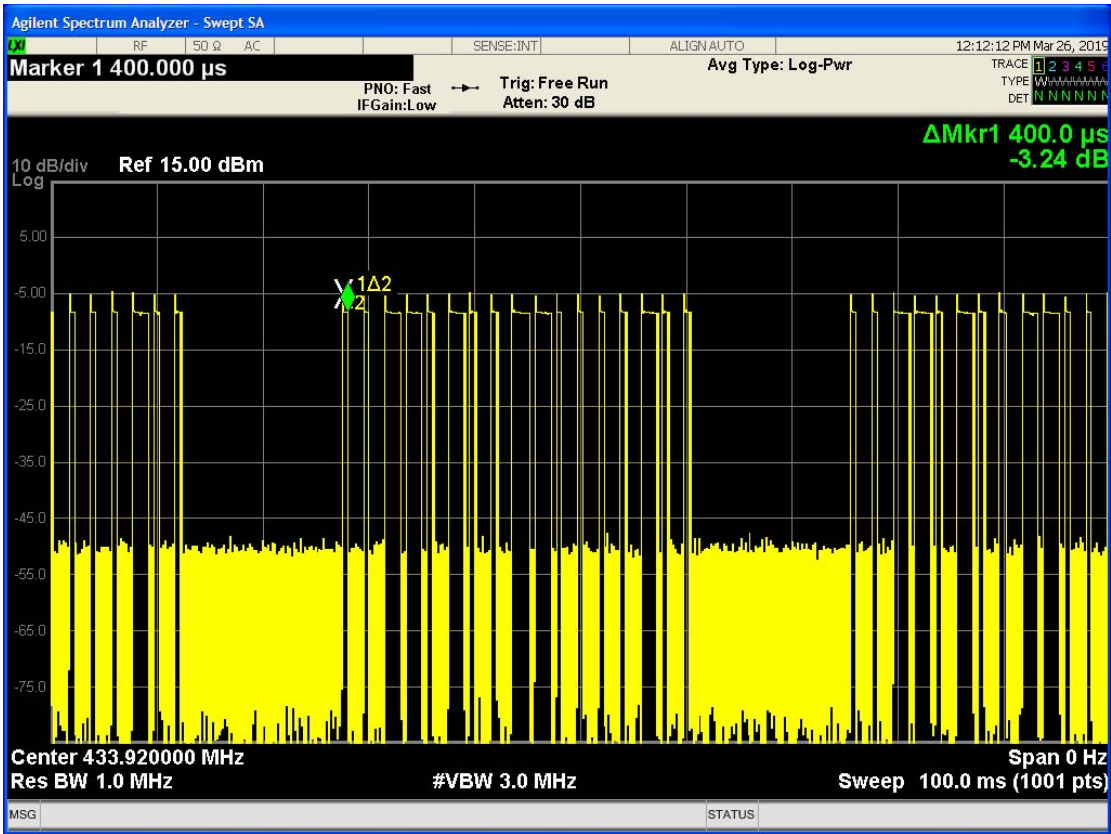 Agilent Spectrum Analyzer - Swept SA
LXI RF 50 Ω AC SENSE:INT ALIGN AUTO 12:12:12 PM Mar 26, 2019
Marker 1 400.000 µs
PNO: Fast
IFGain:Low
Trig: Free Run
Atten: 30 dB
Avg Type: Log-Pwr
TRACE 1 2 3 4 5 6
TYPE
DET N N N N N N
ΔMkr1 400.0 µs
-3.24 dB
10 dB/div Ref 15.00 dBm
Log
5.00
-5.00
-15.0
-25.0
-35.0
-45.0
-55.0
-65.0
-75.0
1Δ2
X2
Center 433.920000 MHz Span 0 Hz
Res BW 1.0 MHz #VBW 3.0 MHz Sweep 100.0 ms (1001 pts)
MSG STATUS